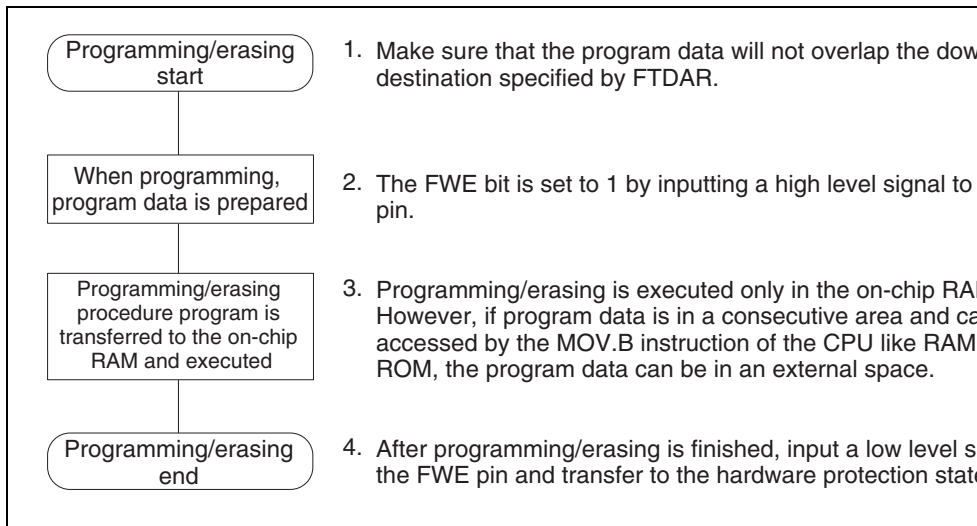 Programming/erasing
start
1. Make sure that the program data will not overlap the
destination specified by FTDAR.
When programming,
program data is prepared
2. The FWE bit is set to 1 by inputting a high level signal to
pin.
Programming/erasing
procedure program is
transferred to the on-chip
RAM and executed
3. Programming/erasing is executed only in the on-chip
However, if program data is in a consecutive area and
accessed by the MOV.B instruction of the CPU like RAM
ROM, the program data can be in an external space.
Programming/erasing
end
4. After programming/erasing is finished, input a low level
the FWE pin and transfer to the hardware protection